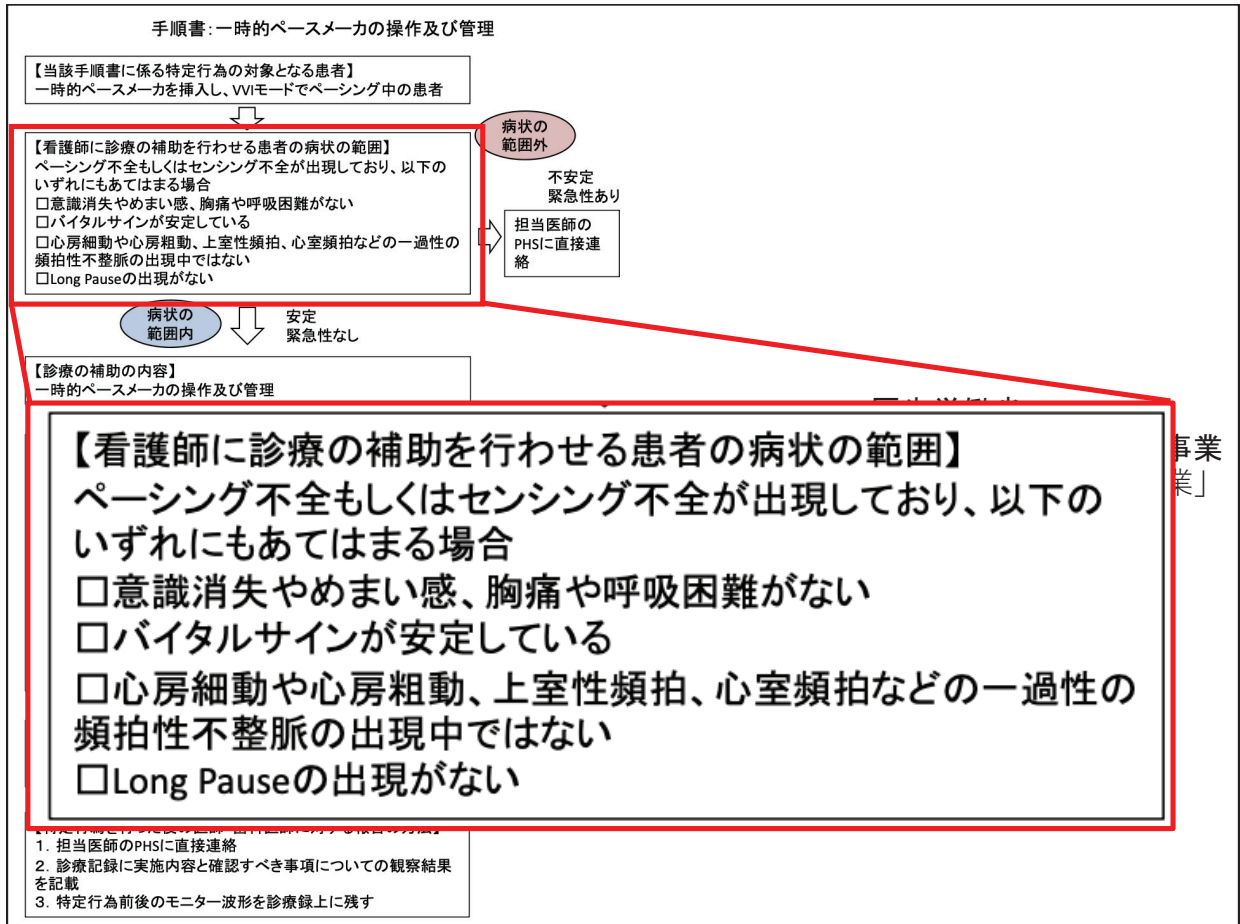 手順書：一時的ペースメーカの操作及び管理
【当該手順書に係る特定行為の対象となる患者】
一時的ペースメーカを挿入し、VVIモードでペーシング中の患者
【看護師に診療の補助を行わせる患者の病状の範囲】
ペーシング不全もしくはセンシング不全が出現しており、以下の
いずれにもあてはまる場合
□意識消失やめまい感、胸痛や呼吸困難がない
□バイタルサインが安定している
□心房細動や心房粗動、上室性頻拍、心室頻拍などの一過性の
頻拍性不整脈の出現中ではない
□Long Pauseの出現がない
病状の
範囲外
不安定
緊急性あり
担当医師の
PHSに直接連
絡
病状の
範囲内
安定
緊急性なし
【診療の補助の内容】
一時的ペースメーカの操作及び管理
事業
業」
【看護師に診療の補助を行わせる患者の病状の範囲】
ペーシング不全もしくはセンシング不全が出現しており、以下の
いずれにもあてはまる場合
□意識消失やめまい感、胸痛や呼吸困難がない
□バイタルサインが安定している
□心房細動や心房粗動、上室性頻拍、心室頻拍などの一過性の
頻拍性不整脈の出現中ではない
□Long Pauseの出現がない
1．担当医師のPHSに直接連絡
2．診療記録に実施内容と確認すべき事項についての観察結果
を記載
3．特定行為前後のモニター波形を診療録上に残す